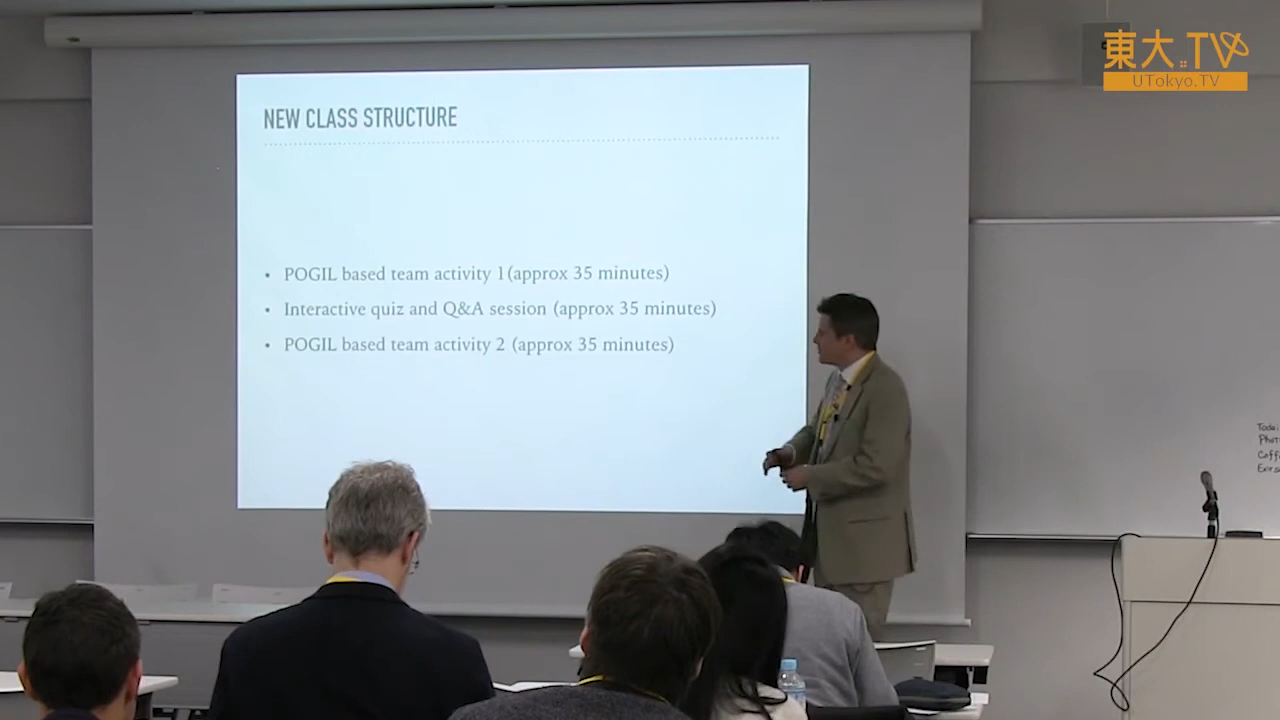 東大.TV
UTokyo.TV
NEW CLASS STRUCTURE
• POGIL based team activity 1(approx 35 minutes)
• Interactive quiz and Q&A session (approx 35 minutes)
• POGIL based team activity 2 (approx 35 minutes)